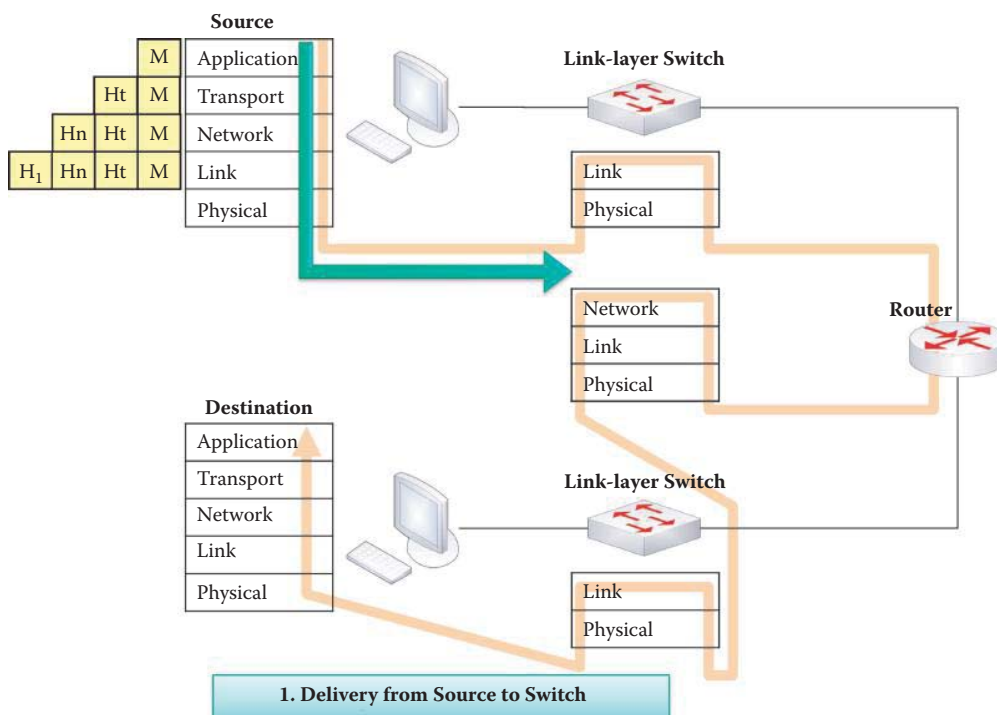 Source
M
Application
Link-layer Switch
Ht M
Transport
Hn Ht M
Network
H1 Hn Ht M
Link
Physical
Link
Physical
Network
Link
Physical
Router
Destination
Application
Transport
Network
Link
Physical
Link-layer Switch
Link
Physical
1. Delivery from Source to Switch